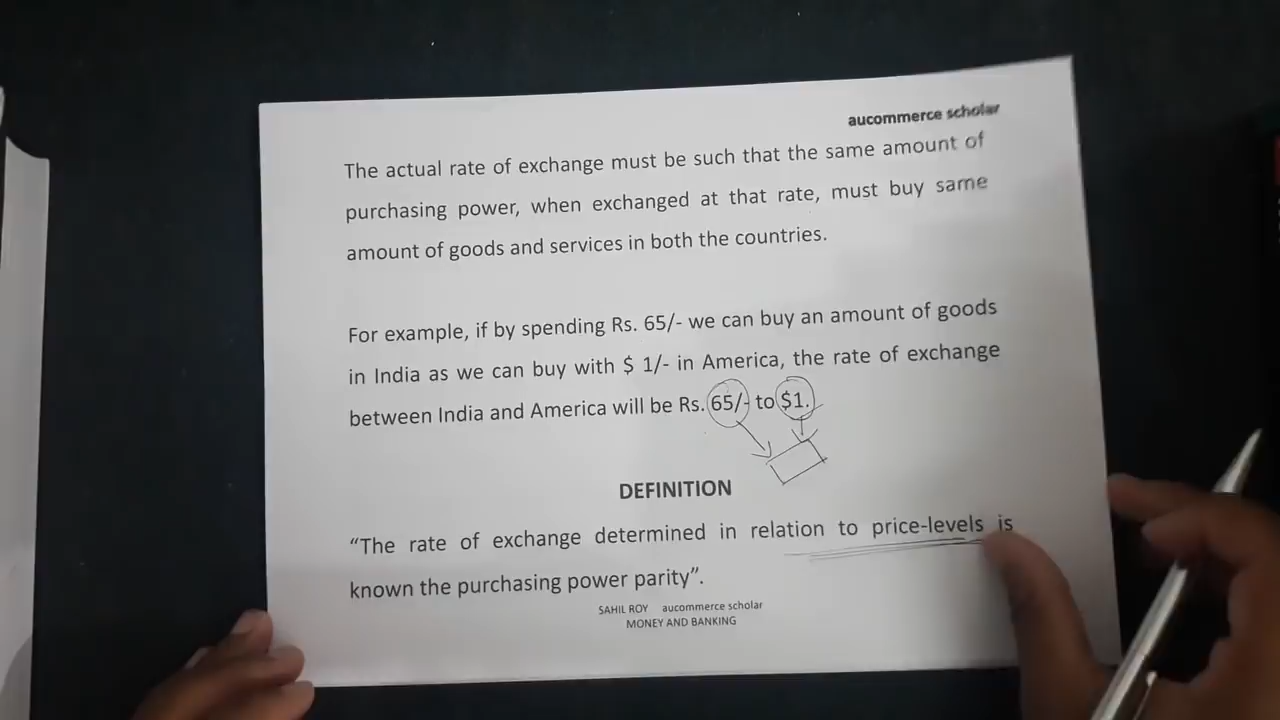 aucommerce scholar
The actual rate of exchange must be such that the same amount of
purchasing power, when exchanged at that rate, must buy same
amount of goods and services in both the countries.
For example, if by spending Rs. 65/- we can buy an amount of goods
in India as we can buy with $ 1/- in America, the rate of exchange
between India and America will be Rs. 65/- to $1.
DEFINITION
“The rate of exchange determined in relation to price-levels is
known the purchasing power parity”.
SAHIL ROY aucommerce scholar
MONEY AND BANKING